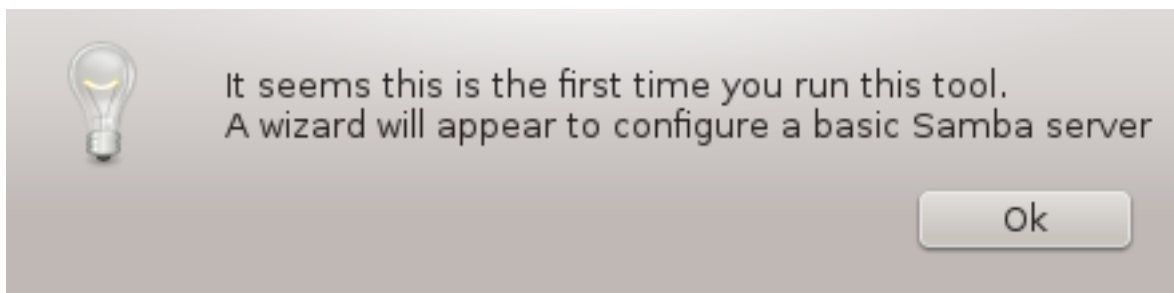 It seems this is the first time you run this tool.
A wizard will appear to configure a basic Samba server
Ok